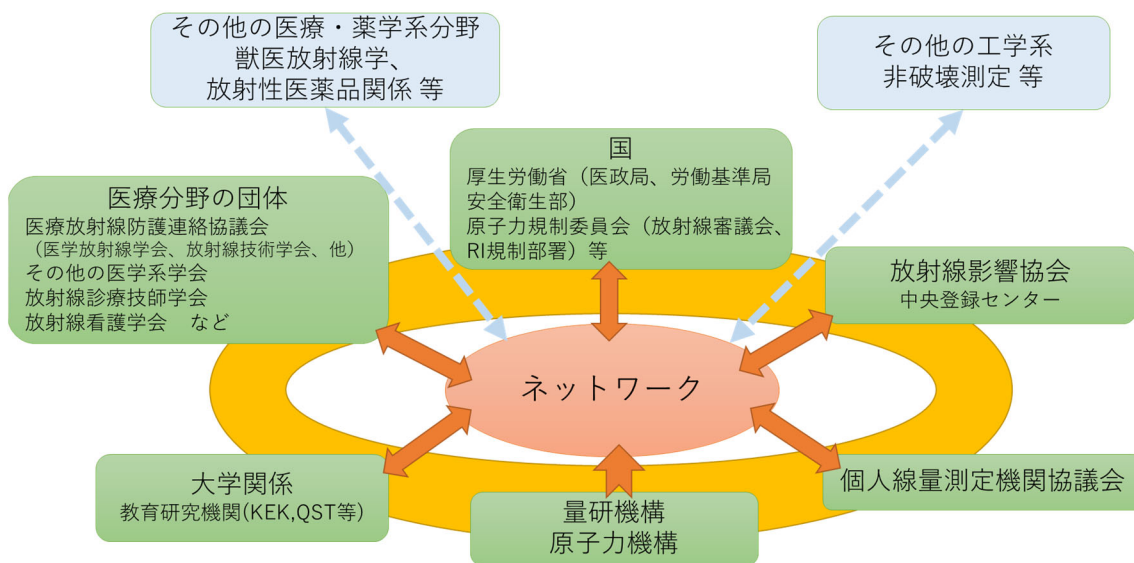 その他の医療・薬学系分野
獣医放射線学、
放射性医薬品関係 等
その他の工学系
非破壊測定 等
国
厚生労働省（医政局、労働基準局
安全衛生部）
原子力規制委員会（放射線審議会、
RI規制部署）等
医療分野の団体
医療放射線防護連絡協議会
（医学放射線学会、放射線技術学会、他）
その他の医学系学会
放射線診療技師学会
放射線看護学会　など
放射線影響協会
中央登録センター
ネットワーク
大学関係
教育研究機関(KEK,QST等)
量研機構
原子力機構
個人線量測定機関協議会